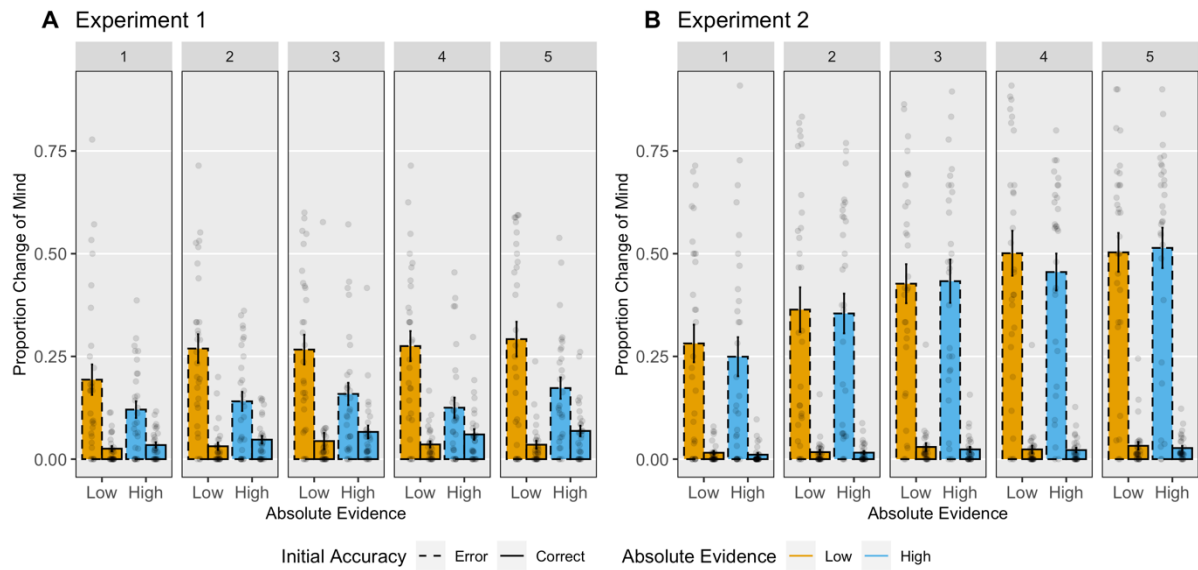 A Experiment 1
B Experiment 2
1 2 3 4 5
1 2 3 4 5
Proportion Change of Mind
0.75
0.50
0.25
0.00
Low High Low High Low High Low High Low High
Absolute Evidence
Proportion Change of Mind
0.75
0.50
0.25
0.00
Low High Low High Low High Low High Low High
Absolute Evidence
Initial Accuracy Error Correct Absolute Evidence Low High